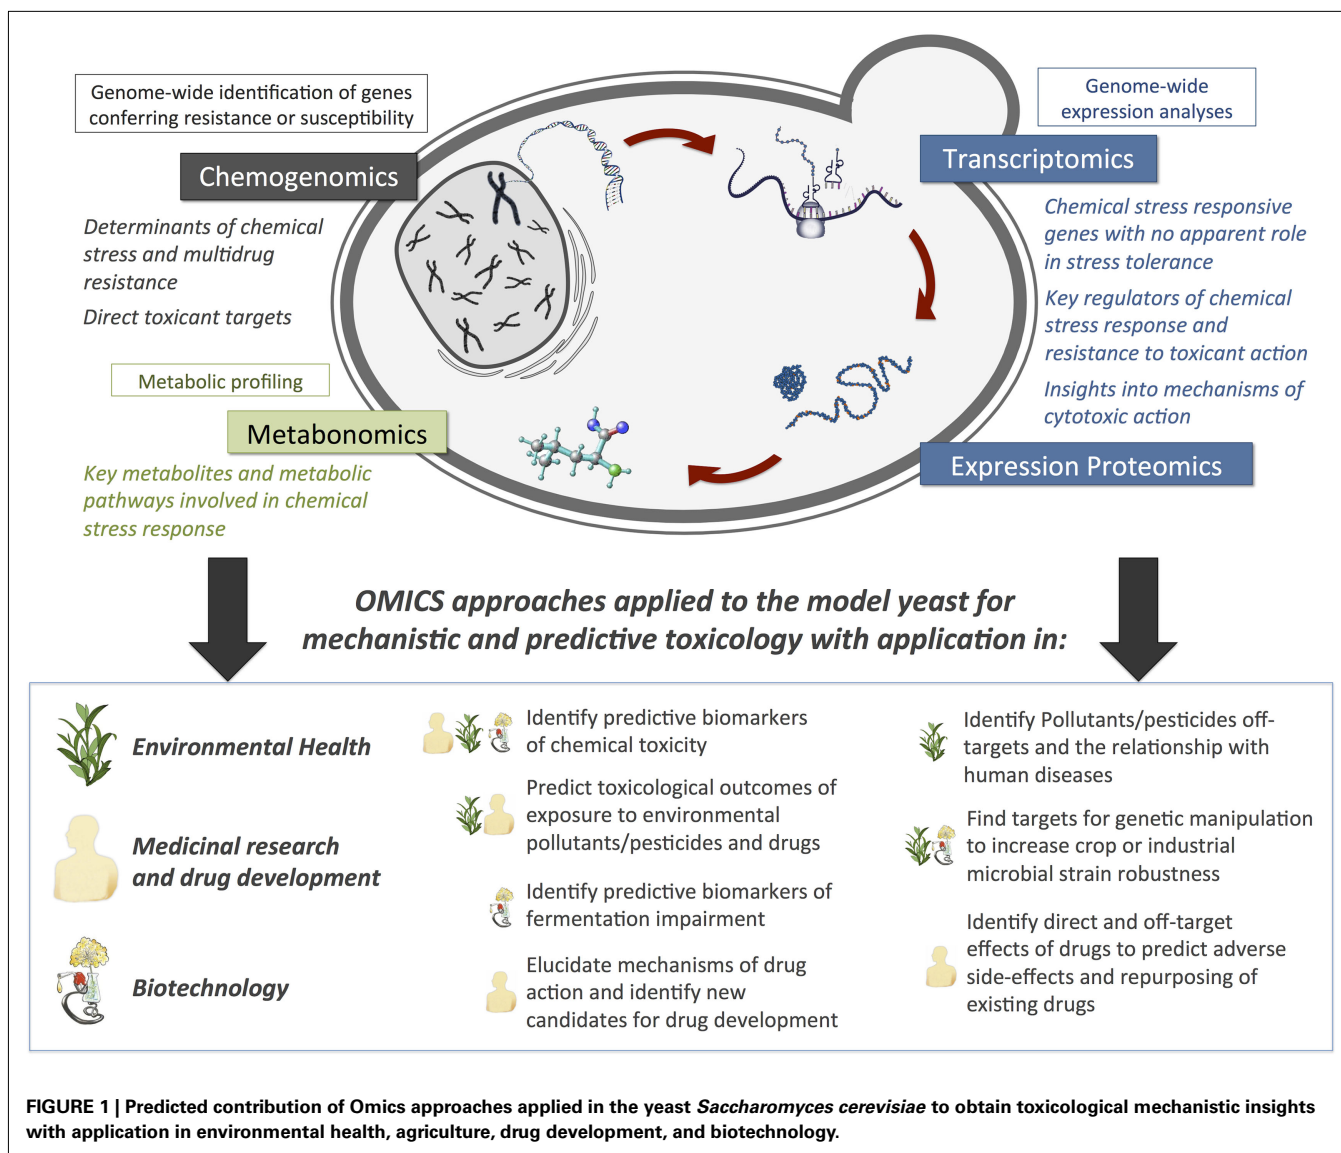 Genome-wide identification of genes
conferring resistance or susceptibility
Chemogenomics
Determinants of chemical
stress and multidrug
resistance
Direct toxicant targets
Metabolic profiling
Metabonomics
Key metabolites and metabolic
pathways involved in chemical
stress response
Genome-wide
expression analyses
Transcriptomics
Chemical stress responsive
genes with no apparent role
in stress tolerance
Key regulators of chemical
stress response and
resistance to toxicant action
Insights into mechanisms of
cytotoxic action
Expression Proteomics
OMICS approaches applied to the model yeast for
mechanistic and predictive toxicology with application in:
Environmental Health
Medicinal research
and drug development
Biotechnology
Identify predictive biomarkers
of chemical toxicity
Predict toxicological outcomes of
exposure to environmental
pollutants/pesticides and drugs
Identify predictive biomarkers of
fermentation impairment
Elucidate mechanisms of drug
action and identify new
candidates for drug development
Identify Pollutants/pesticides off-
targets and the relationship with
human diseases
Find targets for genetic manipulation
to increase crop or industrial
microbial strain robustness
Identify direct and off-target
effects of drugs to predict adverse
side-effects and repurposing of
existing drugs
FIGURE 1 | Predicted contribution of Omics approaches applied in the yeast Saccharomyces cerevisiae to obtain toxicological mechanistic insights
with application in environmental health, agriculture, drug development, and biotechnology.